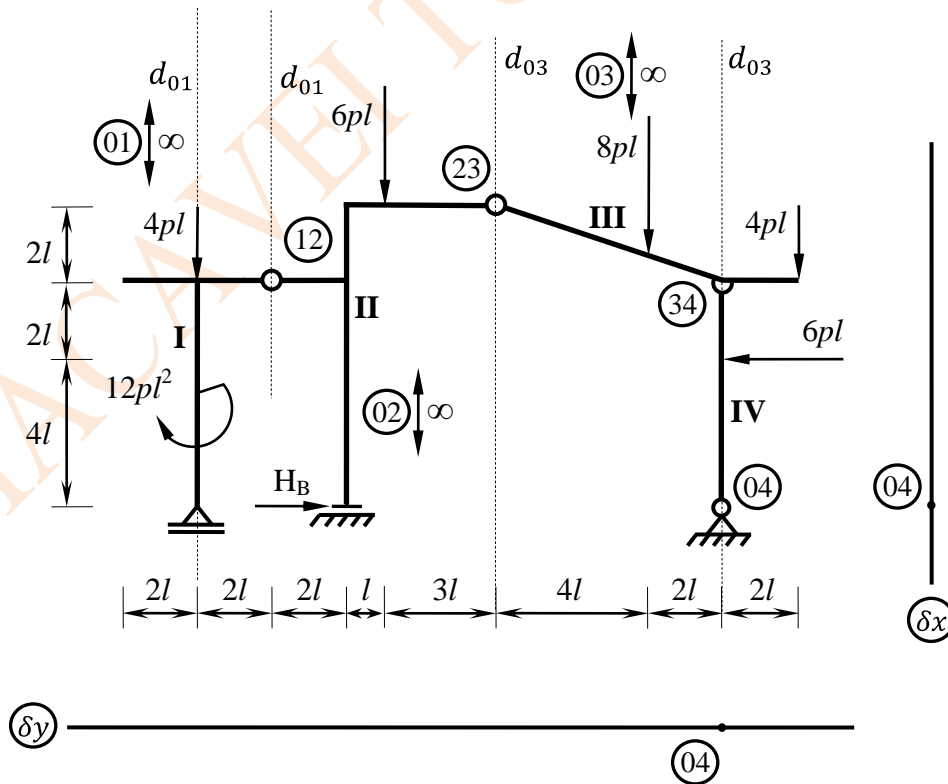 d₀₁
d₀₁
d₀₃
03
∞
d₀₃
01
∞
6pl
23
8pl
4pl
12
III
4pl
2l
II
34
2l
I
6pl
12pl²
02
∞
IV
4l
04
04
H_B
2l
2l
2l
l
3l
4l
2l
2l
δx
δy
04